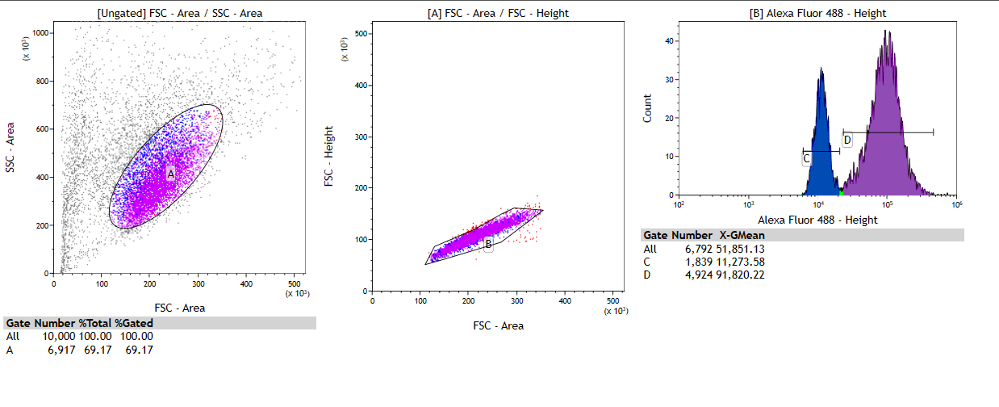 [Ungated] FSC - Area / SSC - Area
1000
800
600
400
200
0
(x 10³)
SSC - Area
A
0 100 200 300 400 500
(x 10³)
FSC - Area
Gate Number %Total %Gated
All 10,000 100.00 100.00
A 6,917 69.17 69.17
[A] FSC - Area / FSC - Height
500
400
300
200
100
0
(x 10³)
FSC - Height
B
0 100 200 300 400 500
(x 10³)
FSC - Area
[B] Alexa Fluor 488 - Height
40
30
20
10
0
Count
C
D
10² 10³ 10⁴ 10⁵ 10⁶
Alexa Fluor 488 - Height
Gate Number X-GMean
All 6,792 51,851.13
C 1,839 11,273.58
D 4,924 91,820.22